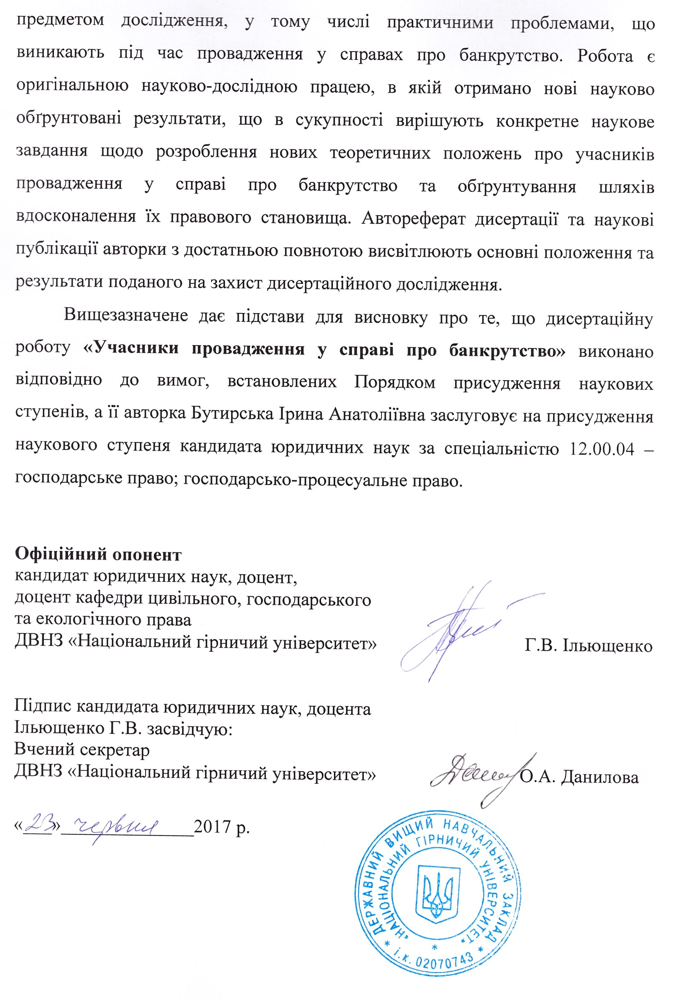 предметом дослідження, у тому числі практичними проблемами, що
виникають під час провадження у справах про банкрутство. Робота є
оригінальною науково-дослідною працею, в якій отримано нові науково
обґрунтовані результати, що в сукупності вирішують конкретне наукове
завдання щодо розроблення нових теоретичних положень про учасників
провадження у справі про банкрутство та обґрунтування шляхів
вдосконалення їх правового становища. Автореферат дисертації та наукові
публікації авторки з достатньою повнотою висвітлюють основні положення та
результати поданого на захист дисертаційного дослідження.
Вищезазначене дає підстави для висновку про те, що дисертаційну
роботу «Учасники провадження у справі про банкрутство» виконано
відповідно до вимог, встановлених Порядком присудження наукових
ступенів, а її авторка Бутирська Ірина Анатоліївна заслуговує на присудження
наукового ступеня кандидата юридичних наук за спеціальністю 12.00.04 –
господарське право; господарсько-процесуальне право.
Офіційний опонент
кандидат юридичних наук, доцент,
доцент кафедри цивільного, господарського
та екологічного права
ДВНЗ «Національний гірничий університет» Г.В. Ільющенко
Підпис кандидата юридичних наук, доцента
Ільющенко Г.В. засвідчую:
Вчений секретар
ДВНЗ «Національний гірничий університет» О.А. Данилова
«23» червня 2017 р.
* ДЕРЖАВНИЙ ВИЩИЙ НАВЧАЛЬНИЙ ЗАКЛАД *
«НАЦІОНАЛЬНИЙ ГІРНИЧИЙ УНІВЕРСИТЕТ»
*
і.к. 02070743